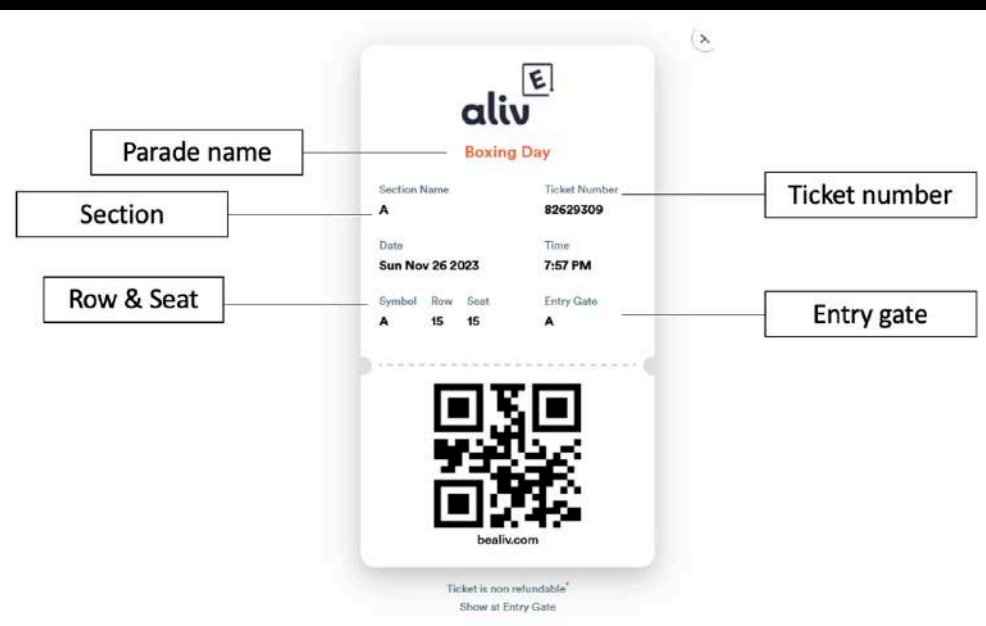 E
aliv
Parade name
Boxing Day
Section Name Ticket Number
Ticket number
Section
A 82629309
Date Time
Sun Nov 26 2023 7:57 PM
Row & Seat
Symbol Row Seat Entry Gate
Entry gate
A 15 15 A
bealiv.com
Ticket is non refundable*
Show at Entry Gate